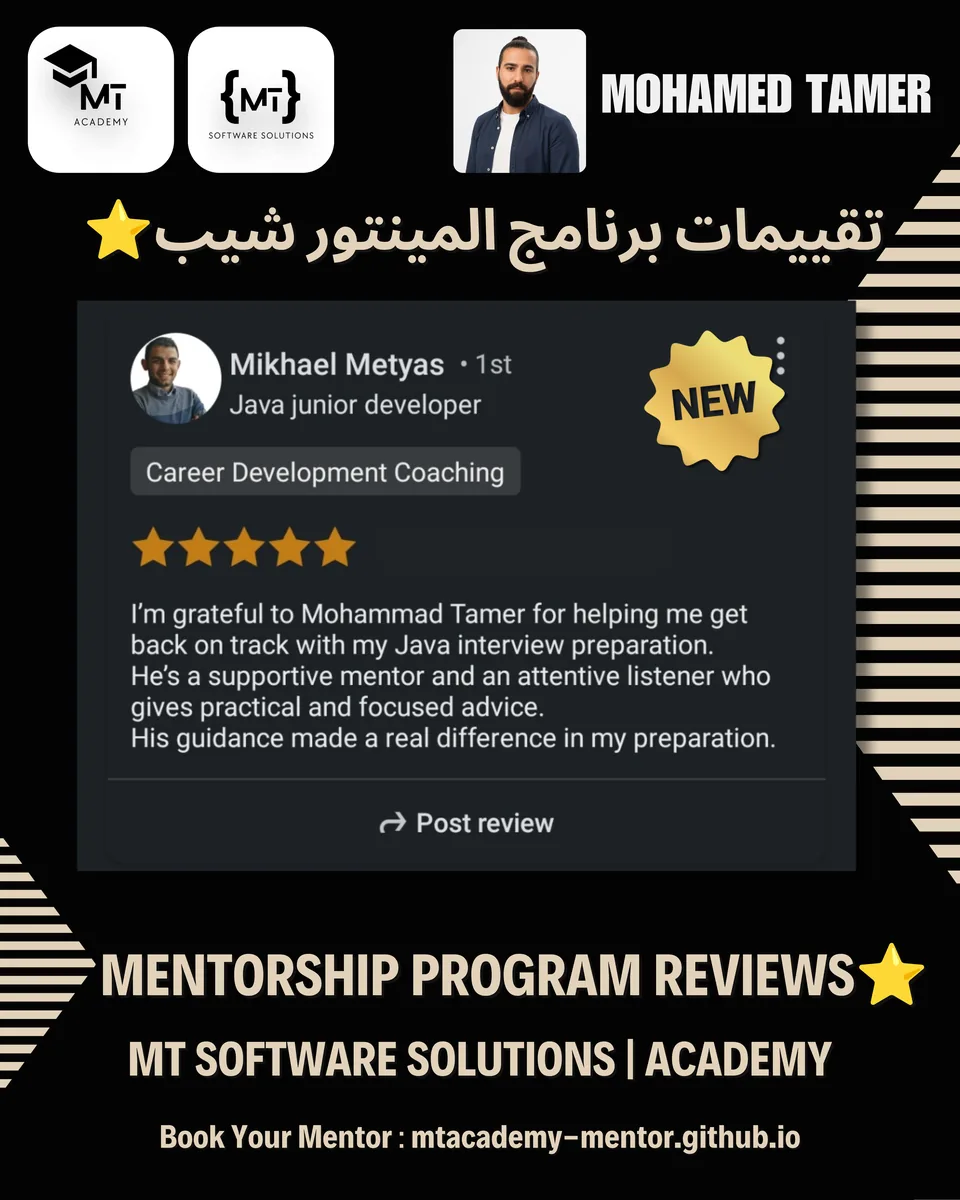 MT
ACADEMY
{MT}
SOFTWARE SOLUTIONS
MOHAMED TAMER
تقييمات برنامج المينتور شيب⭐
Mikhael Metyas • 1st
Java junior developer
NEW
Career Development Coaching
I'm grateful to Mohammad Tamer for helping me get
back on track with my Java interview preparation.
He's a supportive mentor and an attentive listener who
gives practical and focused advice.
His guidance made a real difference in my preparation.
Post review
MENTORSHIP PROGRAM REVIEWS⭐
MT SOFTWARE SOLUTIONS | ACADEMY
Book Your Mentor : mtacademy-mentor.github.io